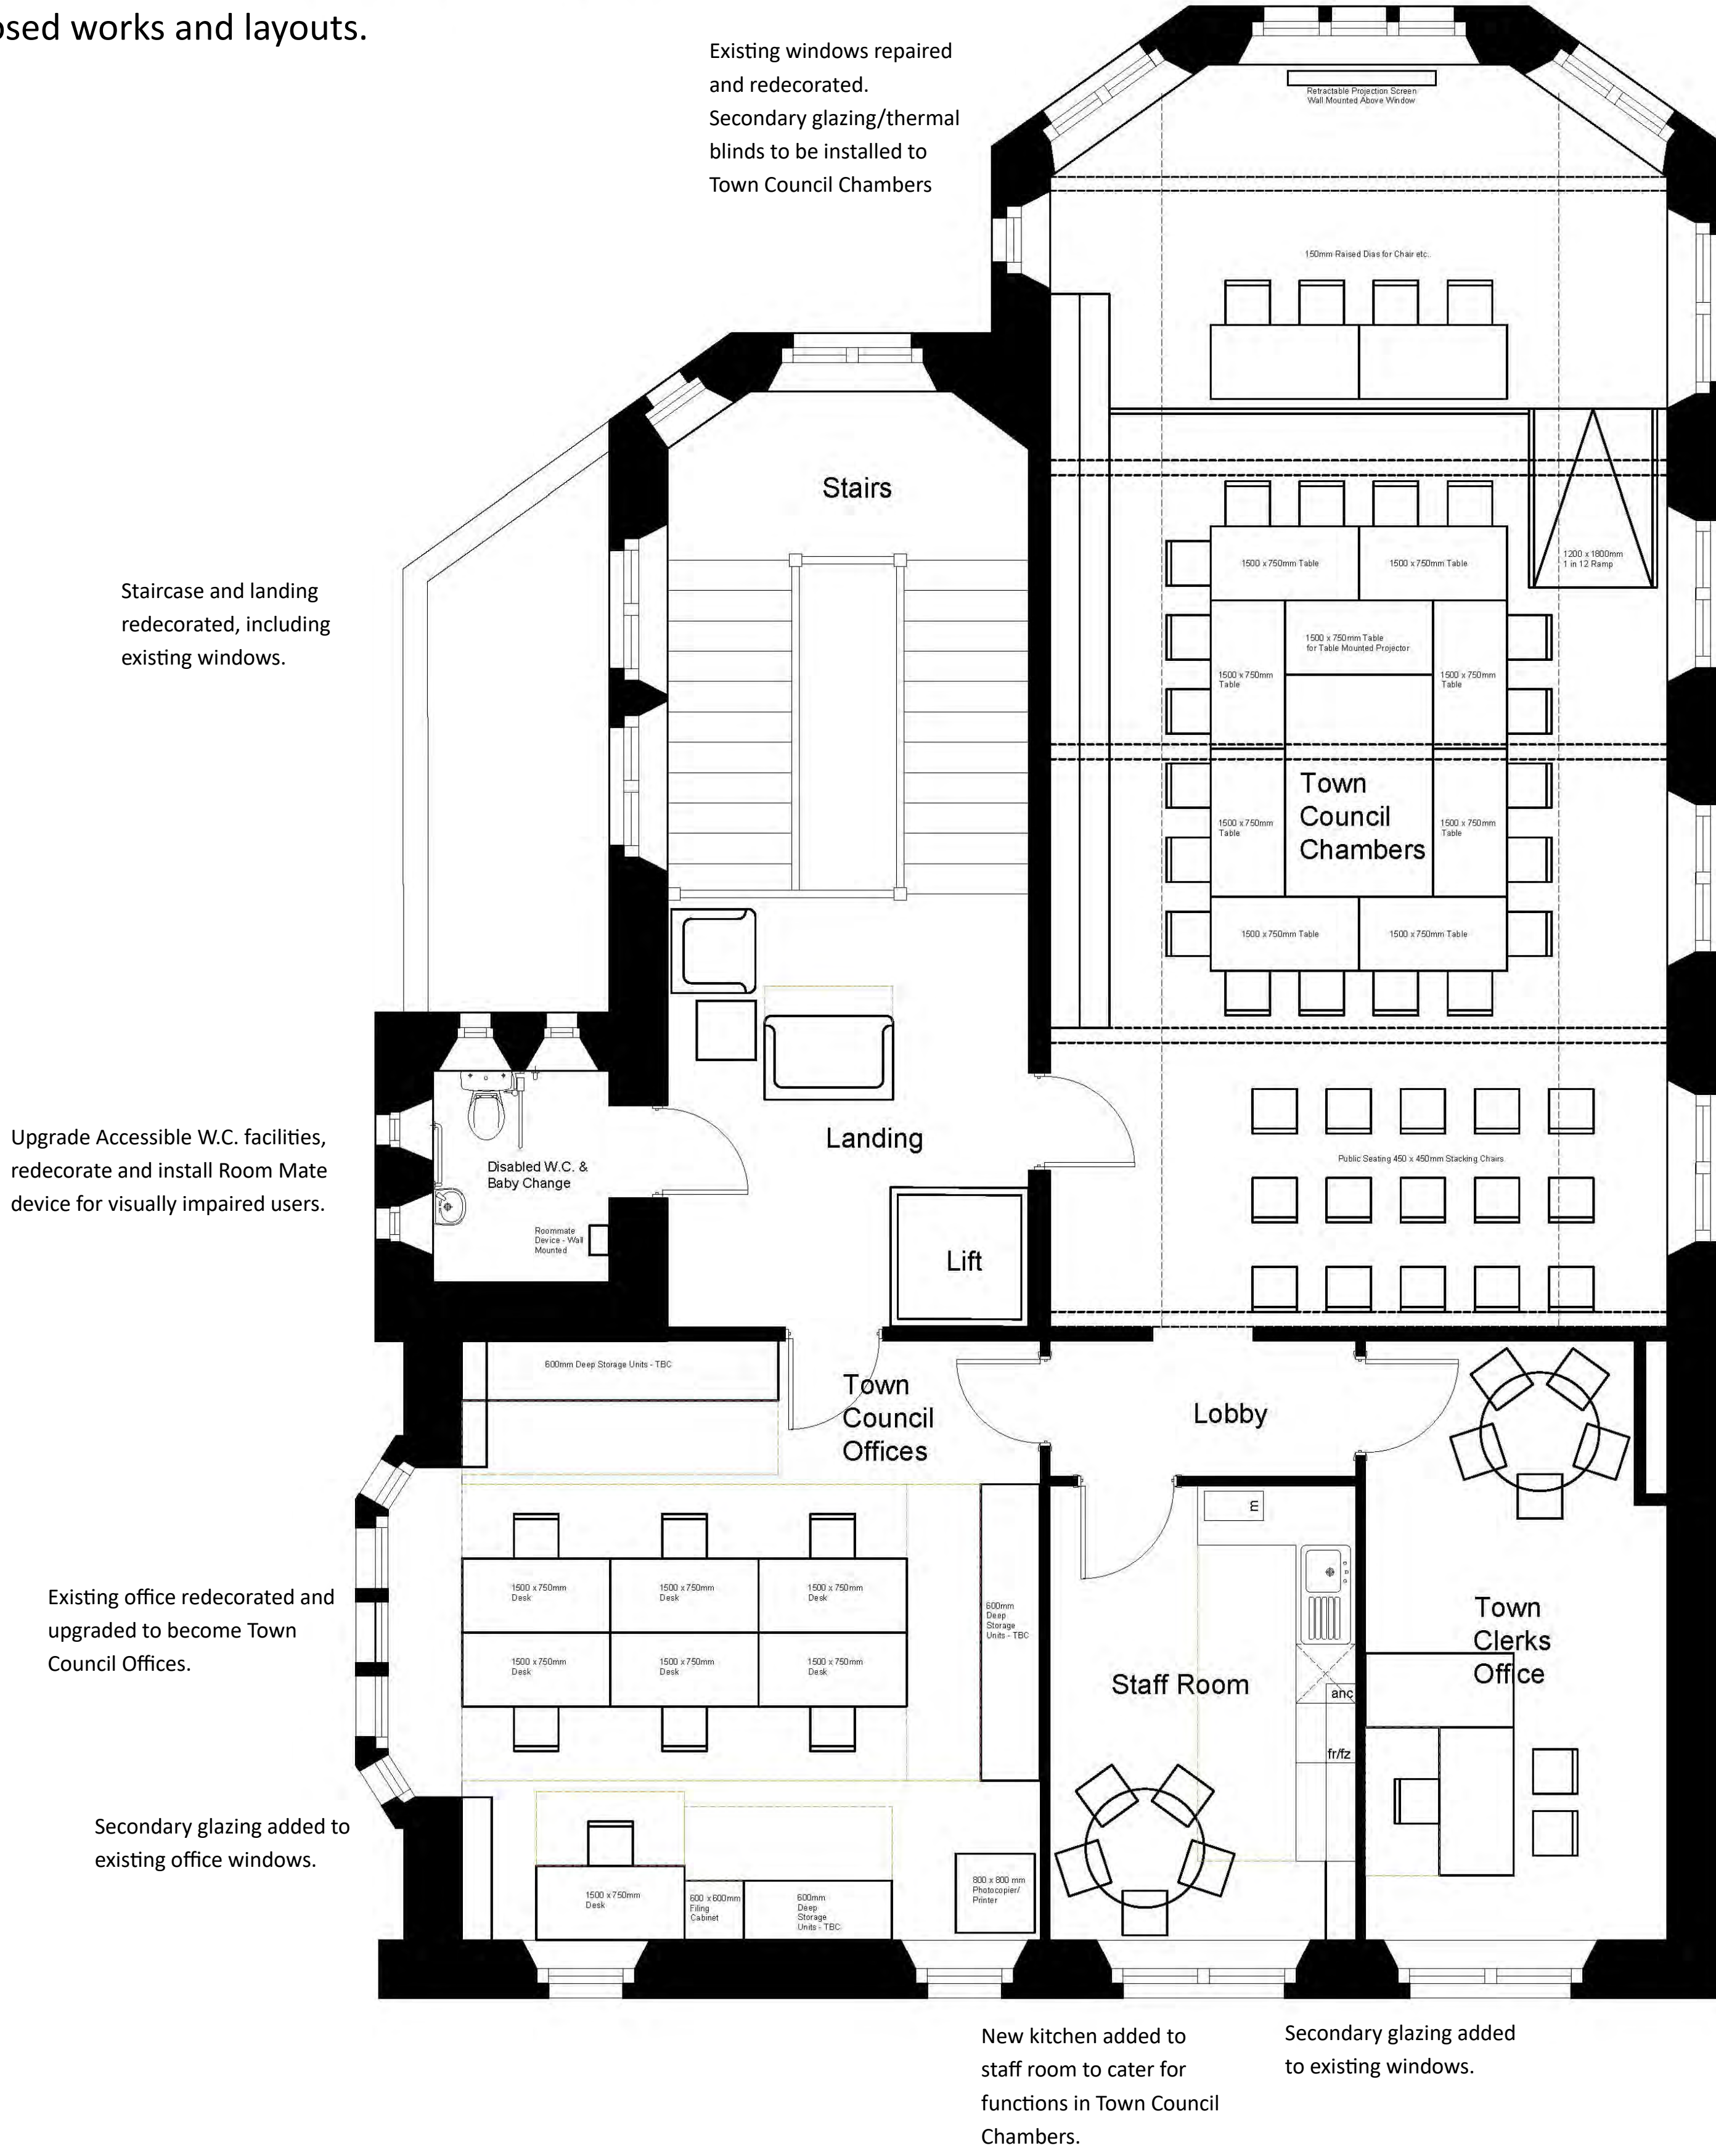 osed works and layouts.
Existing windows repaired
and redecorated.
Secondary glazing/thermal
blinds to be installed to
Town Council Chambers
Retractable Projection Screen
Wall Mounted Above Window
150mm Raised Dias for Chair etc.
Stairs
Staircase and landing
redecorated, including
existing windows.
1200 x 1800mm
1 in 12 Ramp
1500 x 750mm Table
1500 x 750mm Table
1500 x 750mm Table
for Table Mounted Projector
1500 x 750mm
Table
1500 x 750mm
Table
Town
Council
Chambers
1500 x 750mm
Table
1500 x 750mm
Table
1500 x 750mm Table
1500 x 750mm Table
Upgrade Accessible W.C. facilities,
redecorate and install Room Mate
device for visually impaired users.
Disabled W.C. &
Baby Change
Roommate
Device - Wall
Mounted
Landing
Lift
Public Seating 450 x 450mm Stacking Chairs
600mm Deep Storage Units - TBC
Town
Council
Offices
Lobby
m
Existing office redecorated and
upgraded to become Town
Council Offices.
1500 x 750mm
Desk
1500 x 750mm
Desk
1500 x 750mm
Desk
1500 x 750mm
Desk
1500 x 750mm
Desk
1500 x 750mm
Desk
600mm
Deep
Storage
Units - TBC
Staff Room
anc
fr/fz
Town
Clerks
Office
Secondary glazing added to
existing office windows.
1500 x 750mm
Desk
600 x 600mm
Filing
Cabinet
600mm
Deep
Storage
Units - TBC
800 x 800 mm
Photocopier/
Printer
New kitchen added to
staff room to cater for
functions in Town Council
Chambers.
Secondary glazing added
to existing windows.